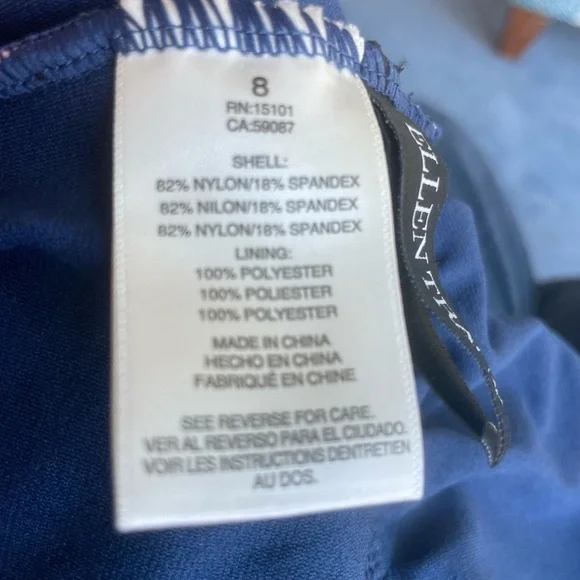 8
RN:15101
CA:59087
SHELL:
82% NYLON/18% SPANDEX
82% NILON/18% SPANDEX
82% NYLON/18% SPANDEX
LINING:
100% POLYESTER
100% POLIESTER
100% POLYESTER
MADE IN CHINA
HECHO EN CHINA
FABRIQUÉ EN CHINE
SEE REVERSE FOR CARE.
VER AL REVERSO PARA EL CUIDADO.
VOIR LES INSTRUCTIONS DENTRETIEN
AU DOS.
ELLEN